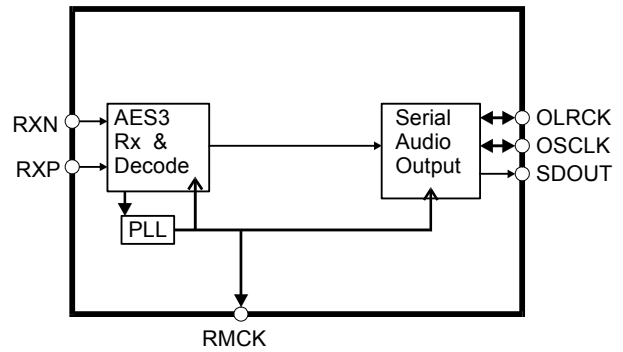 RXN
RXP
AES3
Rx &
Decode
PLL
Serial
Audio
Output
OLRCK
OSCLK
SDOUT
RMCK